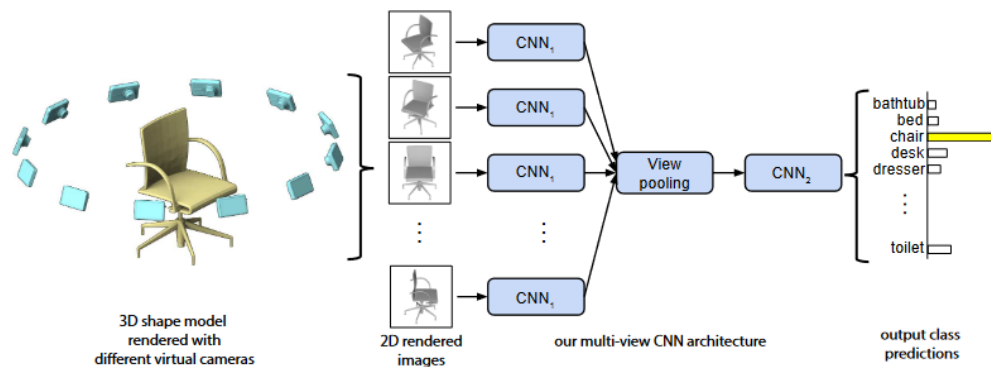 CNN₁
CNN₁
CNN₁
CNN₁
View
pooling
CNN₂
bathtub
bed
chair
desk
dresser
toilet
3D shape model
rendered with
different virtual cameras
2D rendered
images
our multi-view CNN architecture
output class
predictions